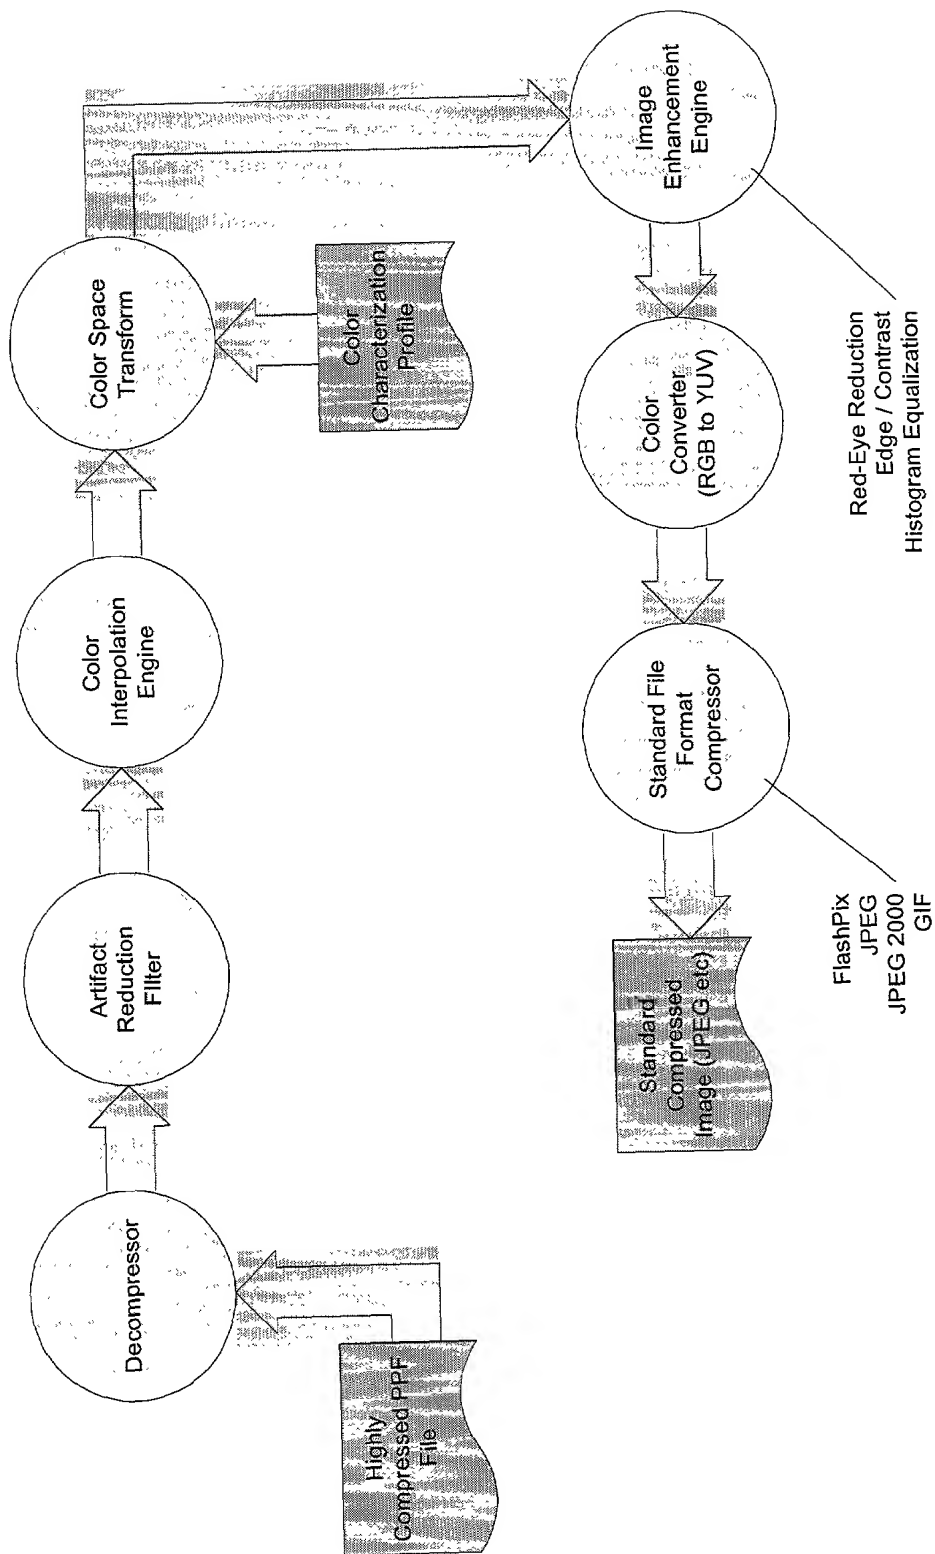 Highly
Compressed PPF
File
Decompressor
Artifact
Reduction
FIlter
Color
Interpolation
Engine
Color Space
Transform
Color
Characterization
Profile
Image
Enhancement
Engine
Red-Eye Reduction
Edge / Contrast
Histogram Equalization
Color
Converter
(RGB to YUV)
Standard File
Format
Compressor
FlashPix
JPEG
JPEG 2000
GIF
Standard
Compressed
Image (JPEG etc)